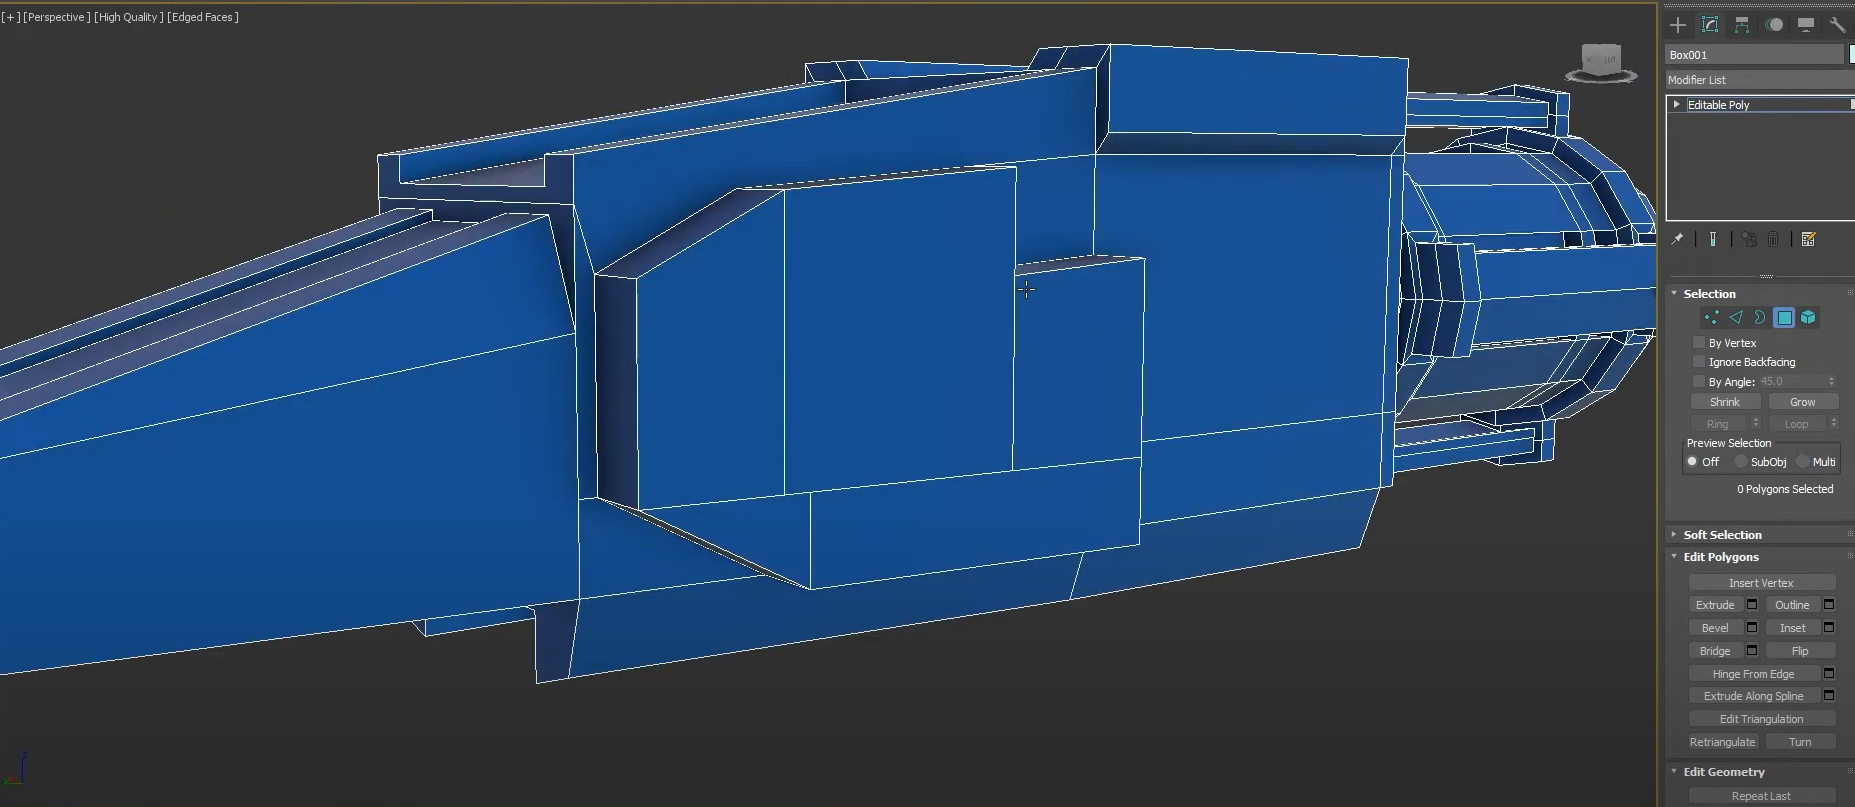 [+] [Perspective ] [High Quality ] [Edged Faces ]
Box001
Modifier List
Editable Poly
Selection
By Vertex
Ignore Backfacing
By Angle: 45.0
Shrink Grow
Ring Loop
Preview Selection
Off SubObj Multi
0 Polygons Selected
Soft Selection
Edit Polygons
Insert Vertex
Extrude Outline
Bevel Inset
Bridge Flip
Hinge From Edge
Extrude Along Spline
Edit Triangulation
Retriangulate Turn
Edit Geometry
Repeat Last